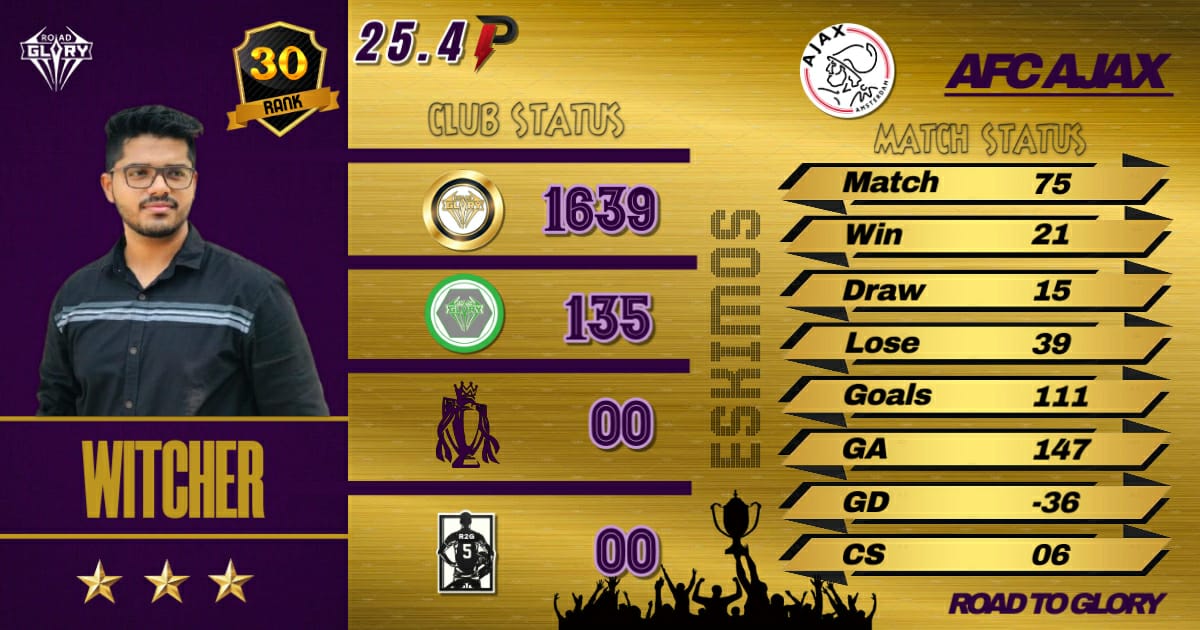 ROAD
GLORY
30
RANK
WITCHER
25.4 P
CLUB STATUS
1639
135
00
R2G
5
00
ESKIMOS
AJAX
AMSTERDAM
AFC AJAX
MATCH STATUS
Match 75
Win 21
Draw 15
Lose 39
Goals 111
GA 147
GD -36
CS 06
ROAD TO GLORY